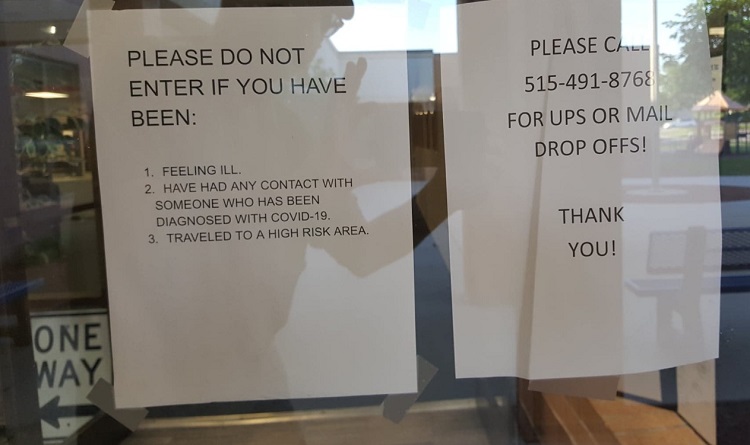 PLEASE DO NOT
ENTER IF YOU HAVE
BEEN:
1. FEELING ILL.
2. HAVE HAD ANY CONTACT WITH
SOMEONE WHO HAS BEEN
DIAGNOSED WITH COVID-19.
3. TRAVELED TO A HIGH RISK AREA.
PLEASE CALL
515-491-8768
FOR UPS OR MAIL
DROP OFFS!
THANK
YOU!
ONE
WAY